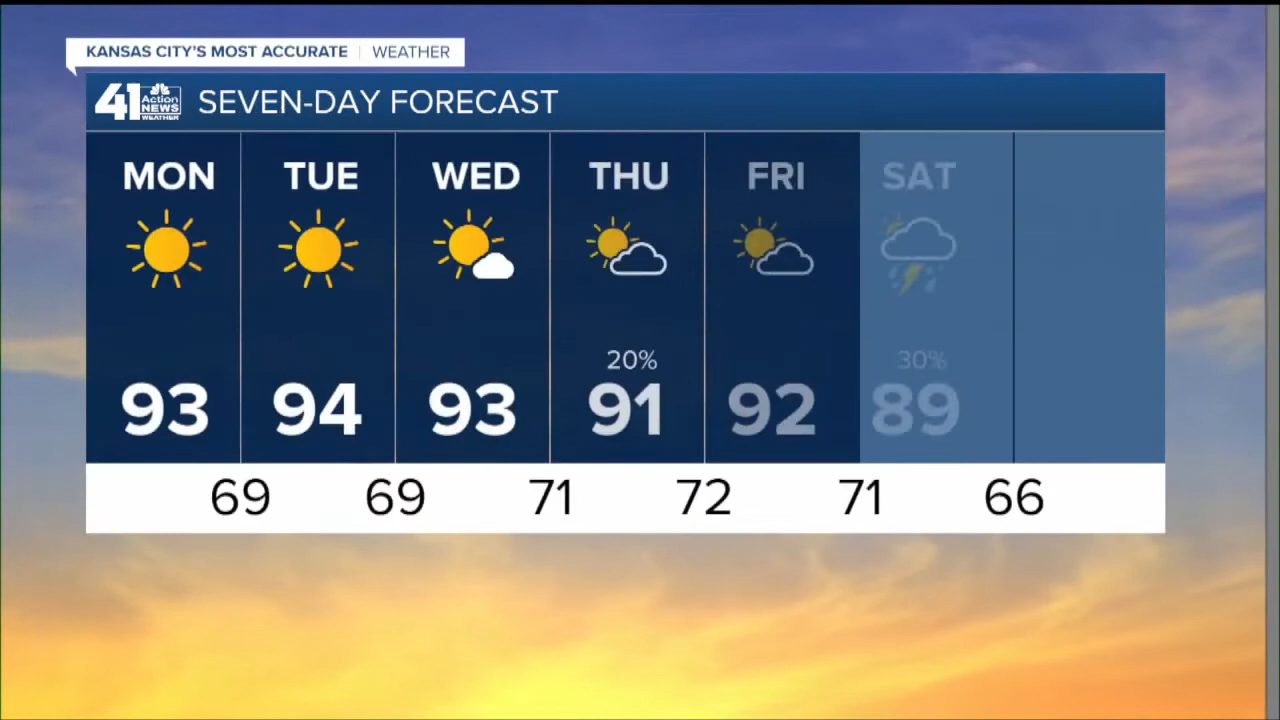 KANSAS CITY'S MOST ACCURATE | WEATHER
41 Action NEWS WEATHER SEVEN-DAY FORECAST
MON TUE WED THU FRI SAT
20% 30%
93 94 93 91 92 89
69 69 71 72 71 66